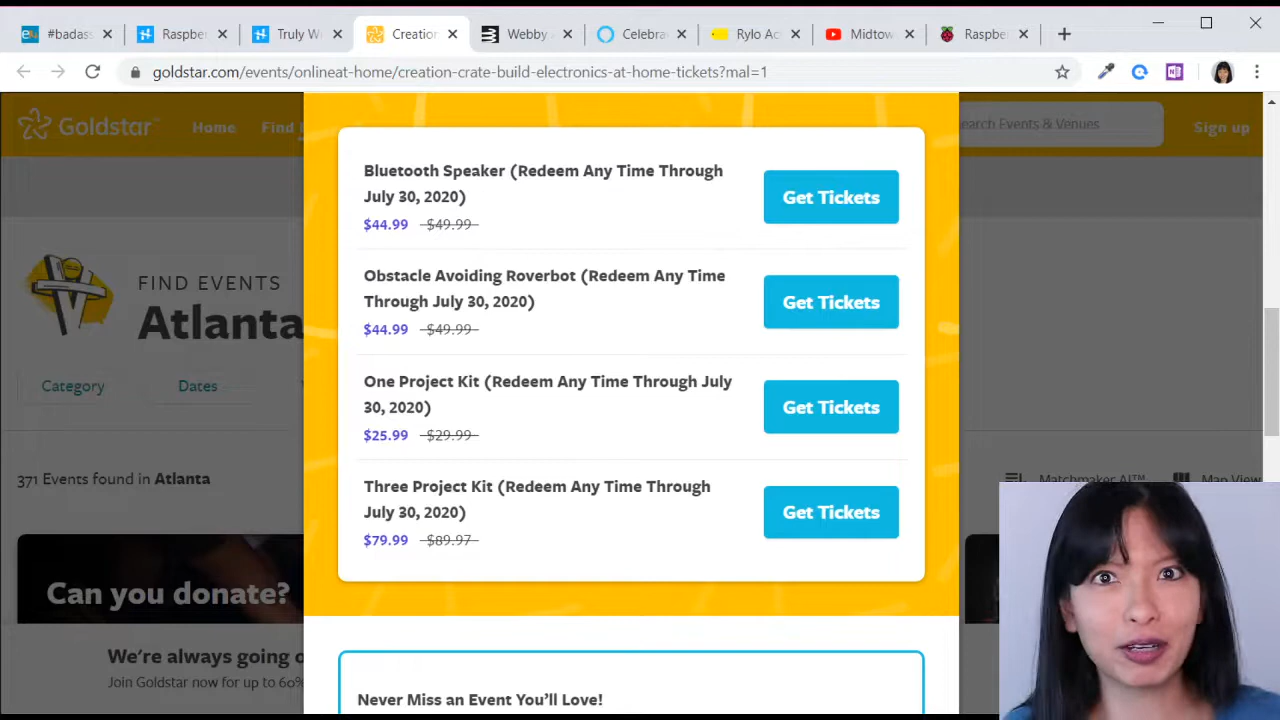 #badas
Raspber
Truly W
Creation
Webby
Celebra
Rylo Ac
Midtow
Raspbe
goldstar.com/events/onlineat-home/creation-crate-build-electronics-at-home-tickets?mal=1
Goldstar
Home
Find
earch Events & Venues
Sign up
Bluetooth Speaker (Redeem Any Time Through
July 30, 2020)
$44.99 $49.99
Get Tickets
FIND EVENTS
Atlanta
Obstacle Avoiding Roverbot (Redeem Any Time
Through July 30, 2020)
$44.99 $49.99
Get Tickets
Category
Dates
One Project Kit (Redeem Any Time Through July
30, 2020)
$25.99 $29.99
Get Tickets
371 Events found in Atlanta
Matchmaker AI™
Map View
Three Project Kit (Redeem Any Time Through
July 30, 2020)
$79.99 $89.97
Get Tickets
Can you donate?
We're always going o
Join Goldstar now for up to 60%
Never Miss an Event You'll Love!